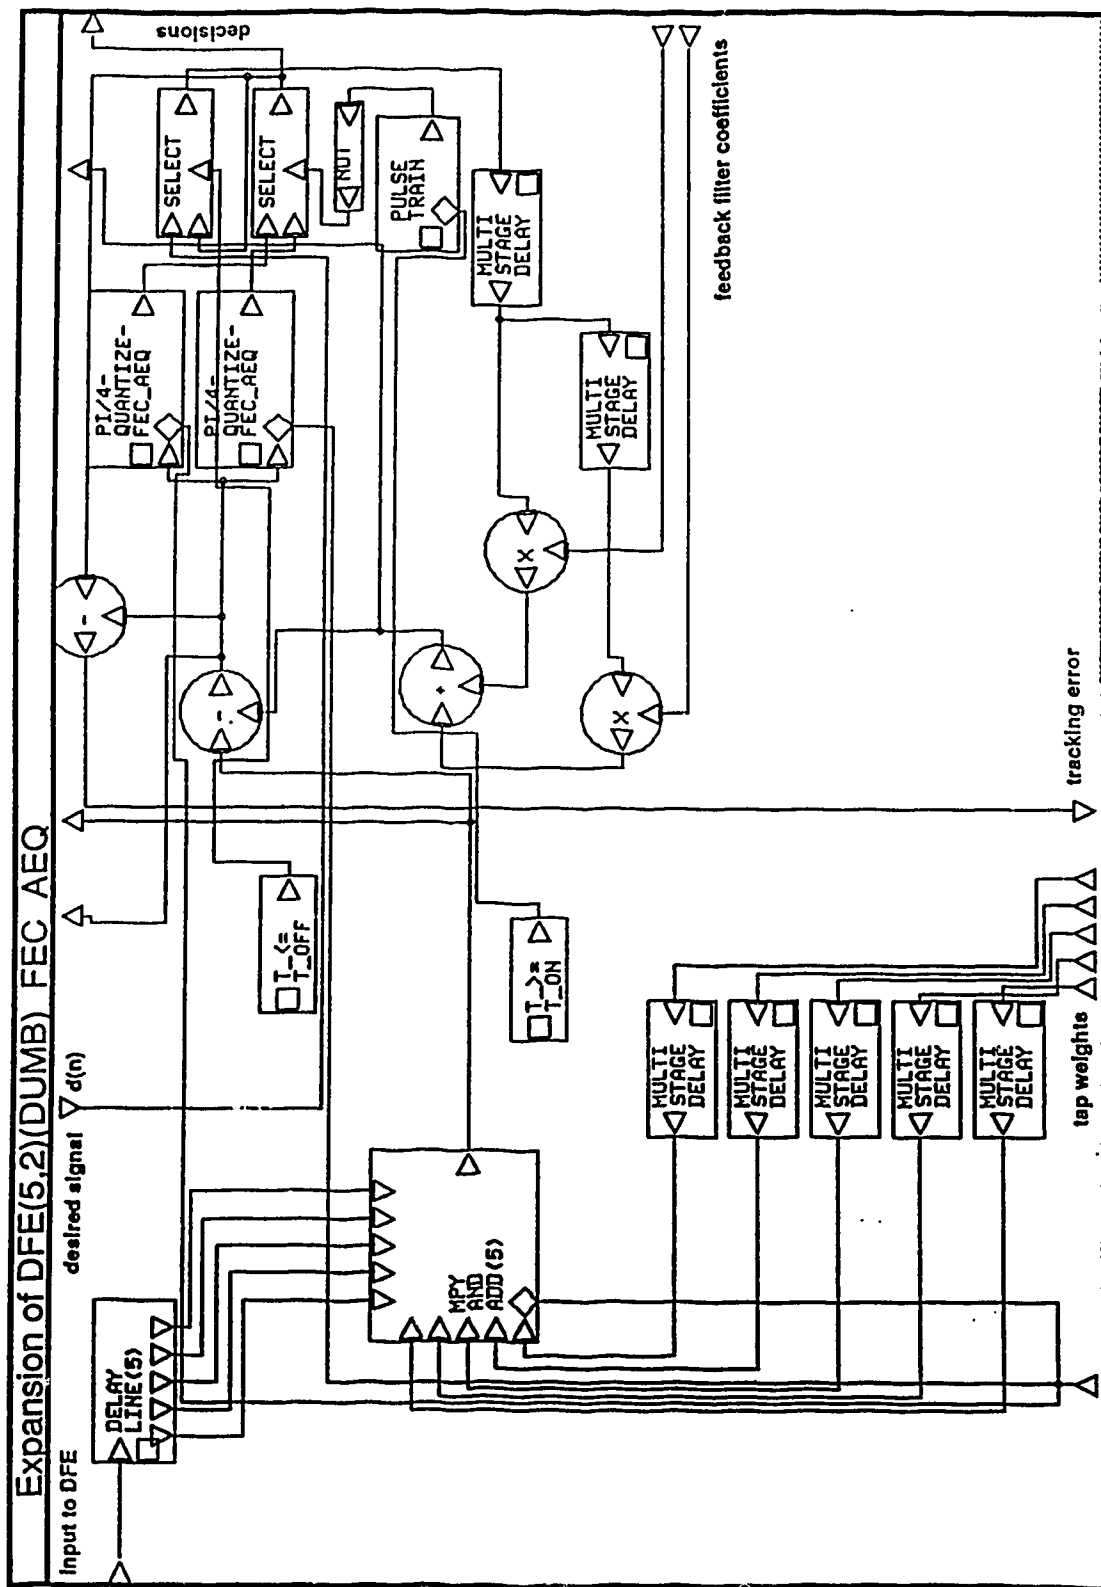 Expansion of DFE(5,2)(DUMB) FEC_AEQ
Input to DFE
desired signal d(n)
decisions
DELAY
LINE(5)
MPY
AND
ADD(5)
T_<=
T_OFF
T_>=
T_ON
PI/4-
QUANTIZE-
FEC_AEQ
PI/4-
QUANTIZE-
FEC_AEQ
SELECT
SELECT
NOT
PULSE
TRAIN
MULTI
STAGE
DELAY
MULTI
STAGE
DELAY
-
-
+
X
X
MULTI
STAGE
DELAY
MULTI
STAGE
DELAY
MULTI
STAGE
DELAY
MULTI
STAGE
DELAY
MULTI
STAGE
DELAY
tap weights
tracking error
feedback filter coefficients